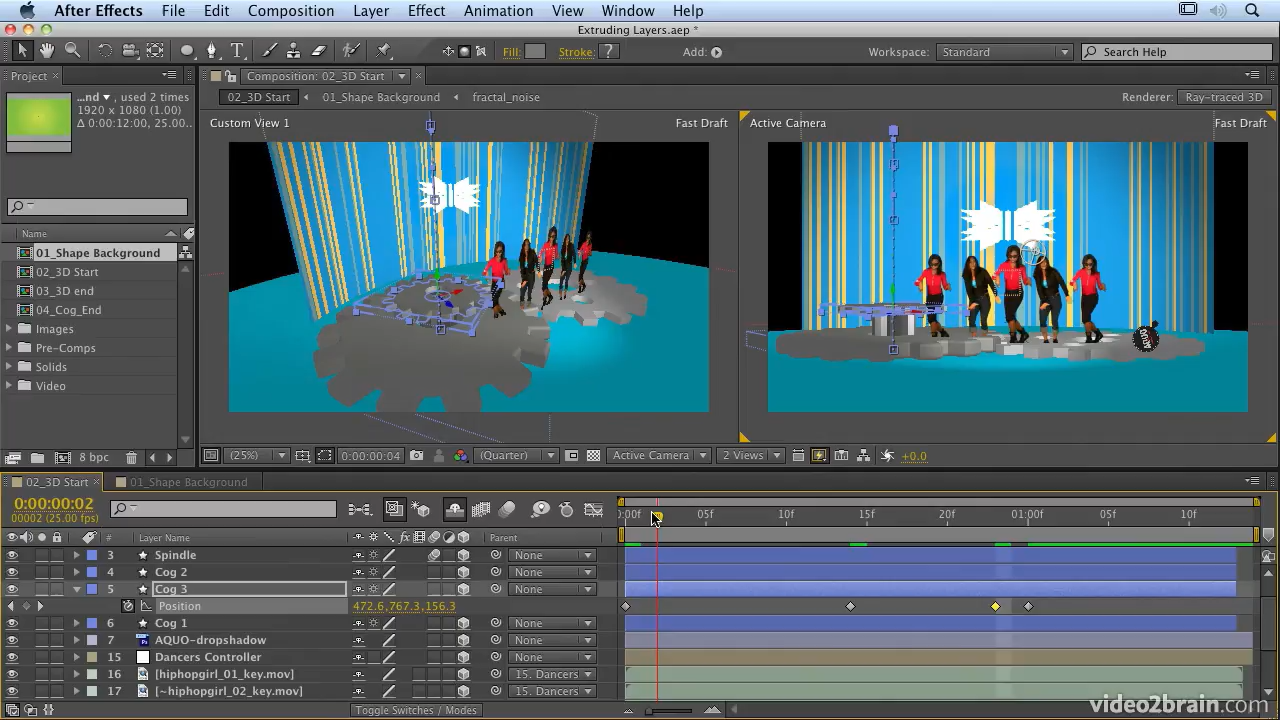 After Effects File Edit Composition Layer Effect Animation View Window Help
Extruding Layers.aep *
Fill: Stroke: ? Add: Workspace: Standard Search Help
Project Composition: 02_3D Start
...nd ▼, used 2 times
1920 x 1080 (1.00)
Δ 0:00:12:00, 25.00...
02_3D Start 01_Shape Background fractal_noise Renderer: Ray-traced 3D
Custom View 1 Fast Draft Active Camera Fast Draft
Name
01_Shape Background
02_3D Start
03_3D end
04_Cog_End
Images
Pre-Comps
Solids
Video
8 bpc (25%) 0:00:00:04 (Quarter) Active Camera 2 Views +0.0
02_3D Start 01_Shape Background
0:00:00:02
00002 (25.00 fps)
0:00f 05f 10f 15f 20f 01:00f 05f 10f
# Layer Name Parent
3 Spindle None
4 Cog 2 None
5 Cog 3 None
Position 472.6,767.3,156.3
6 Cog 1 None
7 AQUO-dropshadow None
15 Dancers Controller None
16 [hiphopgirl_01_key.mov] 15. Dancers
17 [~hiphopgirl_02_key.mov] 15. Dancers
Toggle Switches / Modes
video2brain.com